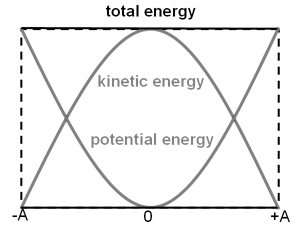 total energy
kinetic energy
potential energy
-A 0 +A